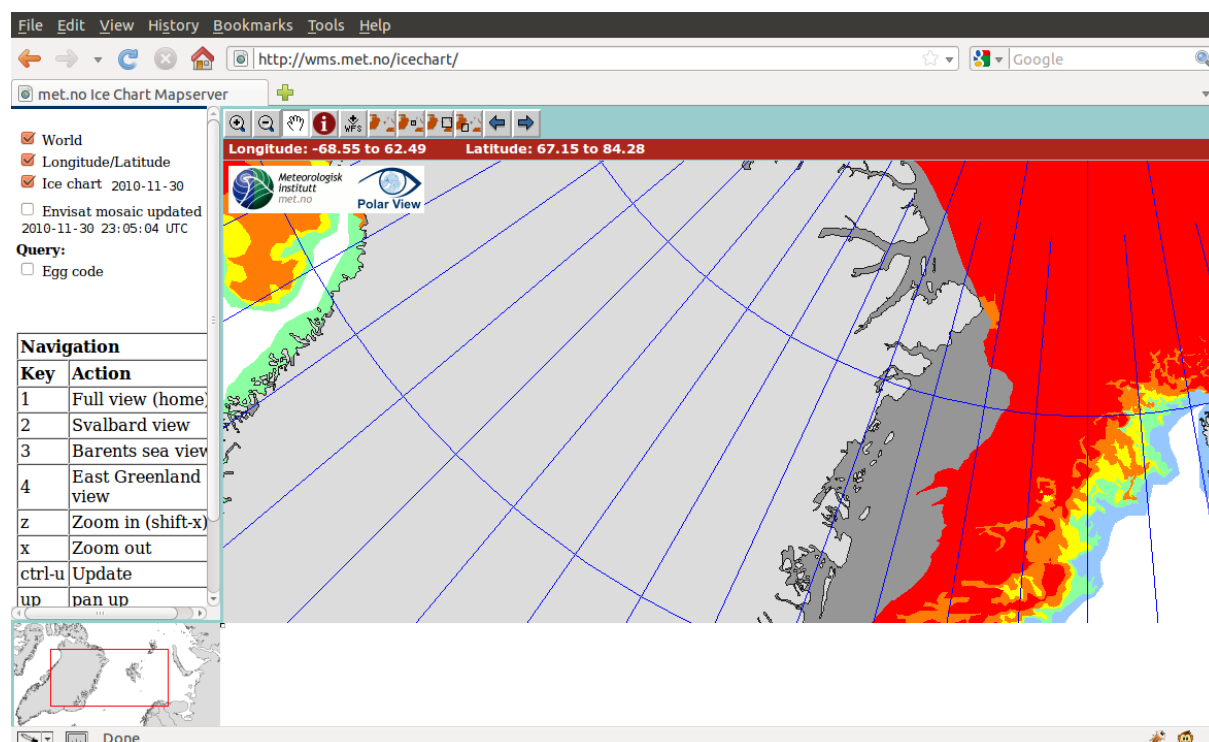 File Edit View History Bookmarks Tools Help
http://wms.met.no/icechart/
Google
met.no Ice Chart Mapserver
WFS
Longitude: -68.55 to 62.49 Latitude: 67.15 to 84.28
World
Longitude/Latitude
Ice chart 2010-11-30
Envisat mosaic updated
2010-11-30 23:05:04 UTC
Query:
Egg code
Meteorologisk
institutt
met.no
Polar View
Navigation
Key Action
1 Full view (home)
2 Svalbard view
3 Barents sea view
4 East Greenland
view
z Zoom in (shift-x)
x Zoom out
ctrl-u Update
up pan up
Done